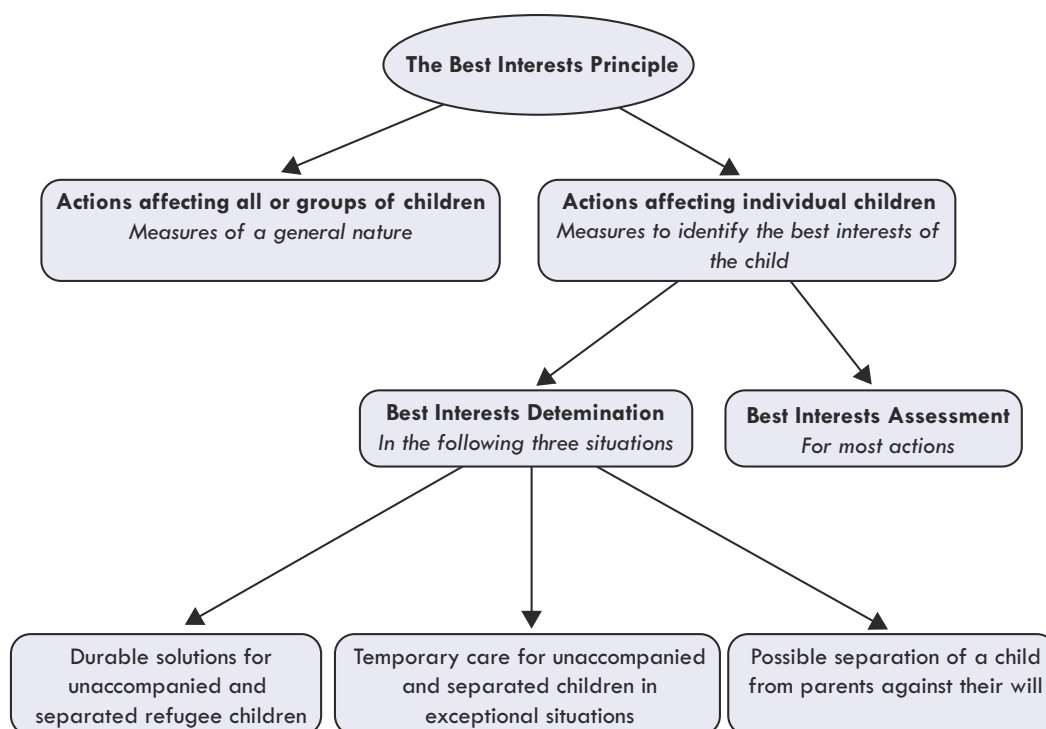 The Best Interests Principle
Actions affecting all or groups of children
Measures of a general nature
Actions affecting individual children
Measures to identify the best interests of
the child
Best Interests Detemination
In the following three situations
Best Interests Assessment
For most actions
Durable solutions for
unaccompanied and
separated refugee children
Temporary care for unaccompanied
and separated children in
exceptional situations
Possible separation of a child
from parents against their will